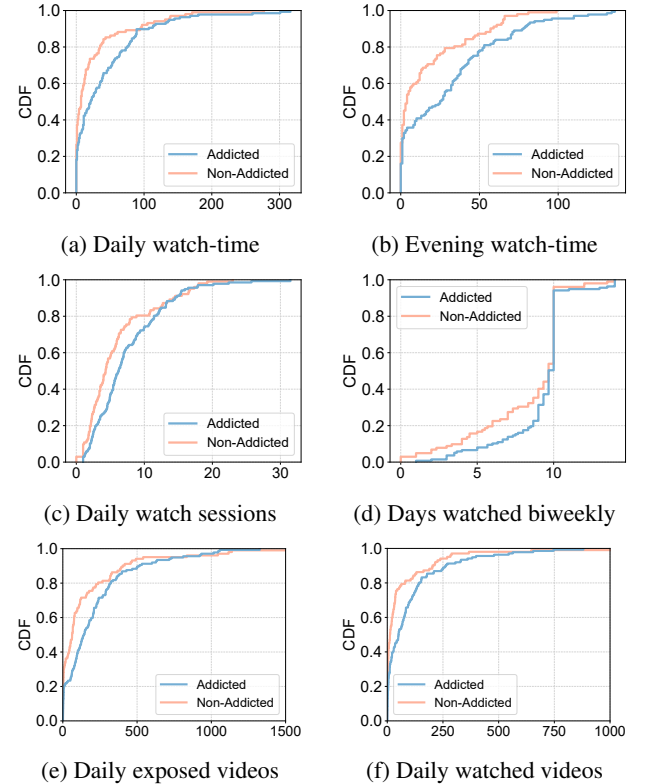 1.0
0.8
0.6
0.4
0.2
0.0
CDF
Addicted
Non-Addicted
0 100 200 300
(a) Daily watch-time
1.0
0.8
0.6
0.4
0.2
0.0
CDF
Addicted
Non-Addicted
0 50 100
(b) Evening watch-time
1.0
0.8
0.6
0.4
0.2
0.0
CDF
Addicted
Non-Addicted
0 10 20 30
(c) Daily watch sessions
1.0
0.8
0.6
0.4
0.2
0.0
CDF
Addicted
Non-Addicted
0 5 10
(d) Days watched biweekly
1.0
0.8
0.6
0.4
0.2
0.0
CDF
Addicted
Non-Addicted
0 500 1000 1500
(e) Daily exposed videos
1.0
0.8
0.6
0.4
0.2
0.0
CDF
Addicted
Non-Addicted
0 250 500 750 1000
(f) Daily watched videos